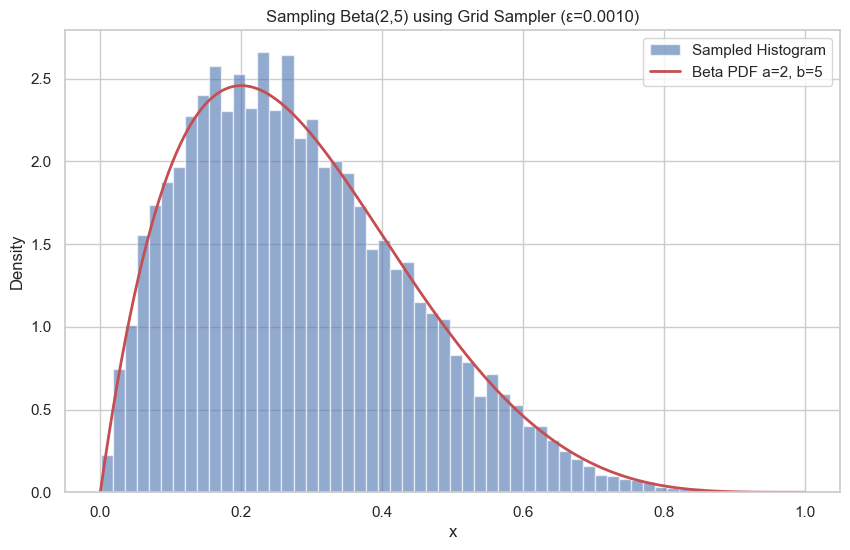 Sampling Beta(2,5) using Grid Sampler (ε=0.0010)
Sampled Histogram
Beta PDF a=2, b=5
Density
2.5
2.0
1.5
1.0
0.5
0.0
0.0 0.2 0.4 0.6 0.8 1.0
x